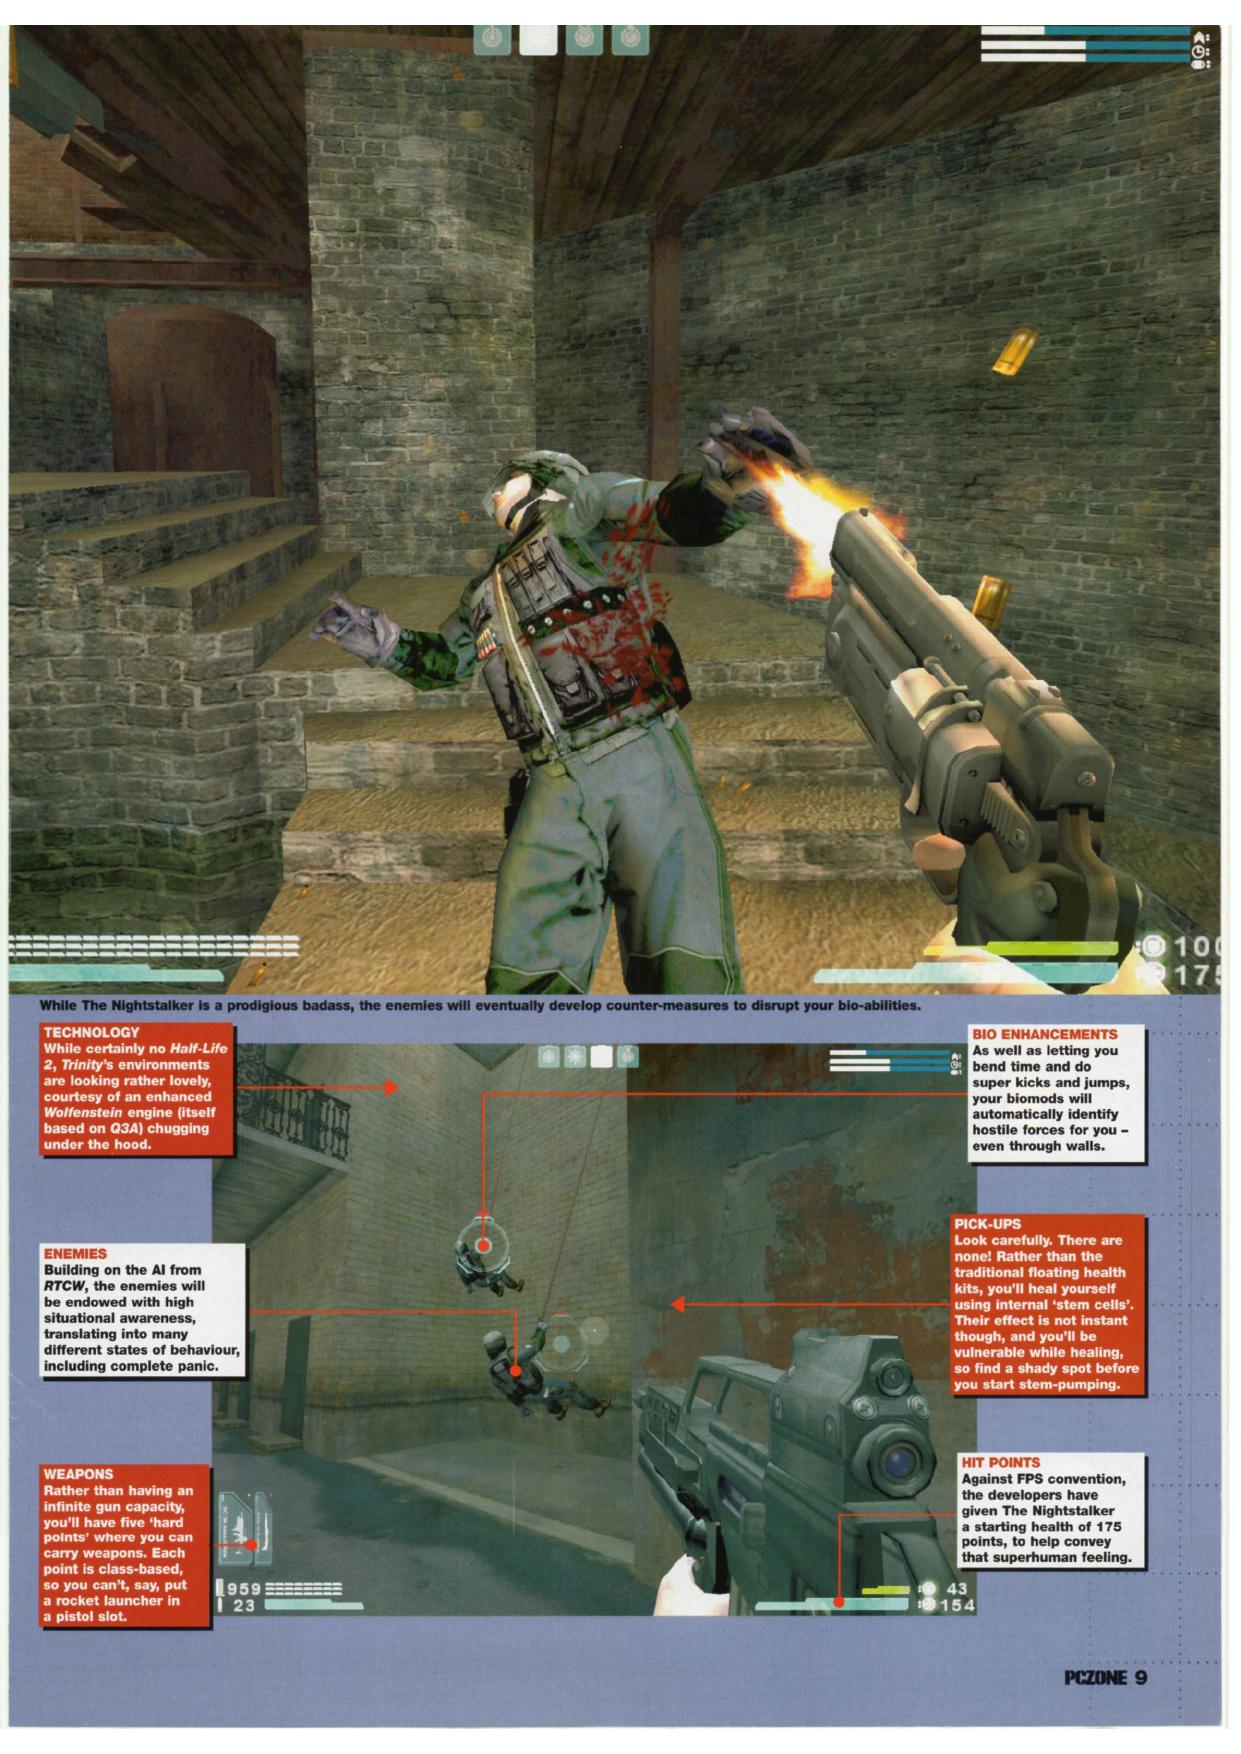 100
175
While The Nightstalker is a prodigious badass, the enemies will eventually develop counter-measures to disrupt your bio-abilities.
TECHNOLOGY
While certainly no Half-Life
2, Trinity's environments
are looking rather lovely,
courtesy of an enhanced
Wolfenstein engine (itself
based on Q3A) chugging
under the hood.
BIO ENHANCEMENTS
As well as letting you
bend time and do
super kicks and jumps,
your biomods will
automatically identify
hostile forces for you –
even through walls.
ENEMIES
Building on the AI from
RTCW, the enemies will
be endowed with high
situational awareness,
translating into many
different states of behaviour,
including complete panic.
PICK-UPS
Look carefully. There are
none! Rather than the
traditional floating health
kits, you'll heal yourself
using internal 'stem cells'.
Their effect is not instant
though, and you'll be
vulnerable while healing,
so find a shady spot before
you start stem-pumping.
WEAPONS
Rather than having an
infinite gun capacity,
you'll have five 'hard
points' where you can
carry weapons. Each
point is class-based,
so you can't, say, put
a rocket launcher in
a pistol slot.
HIT POINTS
Against FPS convention,
the developers have
given The Nightstalker
a starting health of 175
points, to help convey
that superhuman feeling.
959
23
43
154
PCZONE 9